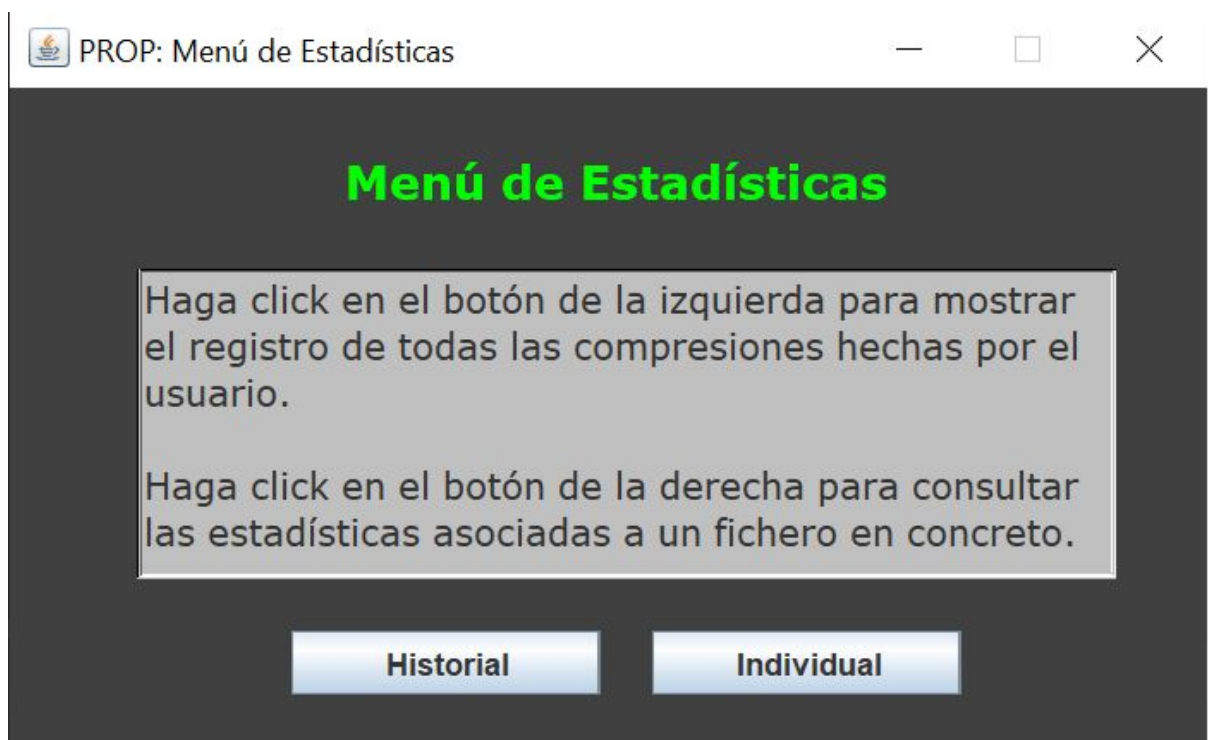 PROP: Menú de Estadísticas
Menú de Estadísticas
Haga click en el botón de la izquierda para mostrar
el registro de todas las compresiones hechas por el
usuario.
Haga click en el botón de la derecha para consultar
las estadísticas asociadas a un fichero en concreto.
Historial
Individual